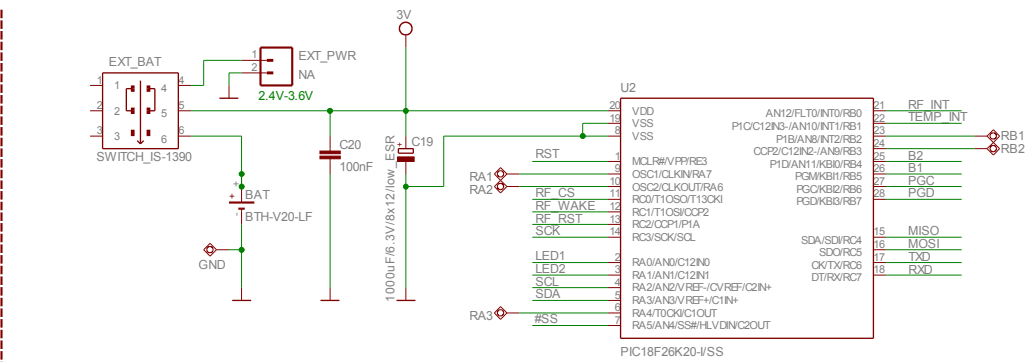 3V
EXT_BAT
1 4
2 5
3 6
1 4
2 5
3 6
SWITCH_IS-1390
1
2
EXT_PWR
NA
2.4V-3.6V
C20
100nF
C19
1000uF/6.3V/8x12/low_ESR
BAT
BTH-V20-LF
GND
U2
20 VDD
19 VSS
8 VSS
RST 1 MCLR#/VPP/RE3
RA1 9 OSC1/CLKIN/RA7
RA2 10 OSC2/CLKOUT/RA6
RF_CS 11 RC0/T1OSO/T13CKI
RF_WAKE 12 RC1/T1OSI/CCP2
RF_RST 13 RC2/CCP1/P1A
SCK 14 RC3/SCK/SCL
LED1 2 RA0/AN0/C12IN0
LED2 3 RA1/AN1/C12IN1
SCL 4 RA2/AN2/VREF-/CVREF/C2IN+
SDA 5 RA3/AN3/VREF+/C1IN+
RA3 6 RA4/T0CKI/C1OUT
#SS 7 RA5/AN4/SS#/HLVDIN/C2OUT
AN12/FLT0/INT0/RB0 21 RF_INT
P1C/C12IN3-/AN10/INT1/RB1 22 TEMP_INT
P1B/AN8/INT2/RB2 23 RB1
CCP2/C12IN2-/AN9/RB3 24 RB2
P1D/AN11/KBI0/RB4 25 B2
PGM/KBI1/RB5 26 B1
PGC/KBI2/RB6 27 PGC
PGD/KBI3/RB7 28 PGD
SDA/SDI/RC4 15 MISO
SDO/RC5 16 MOSI
CK/TX/RC6 17 TXD
DT/RX/RC7 18 RXD
PIC18F26K20-I/SS